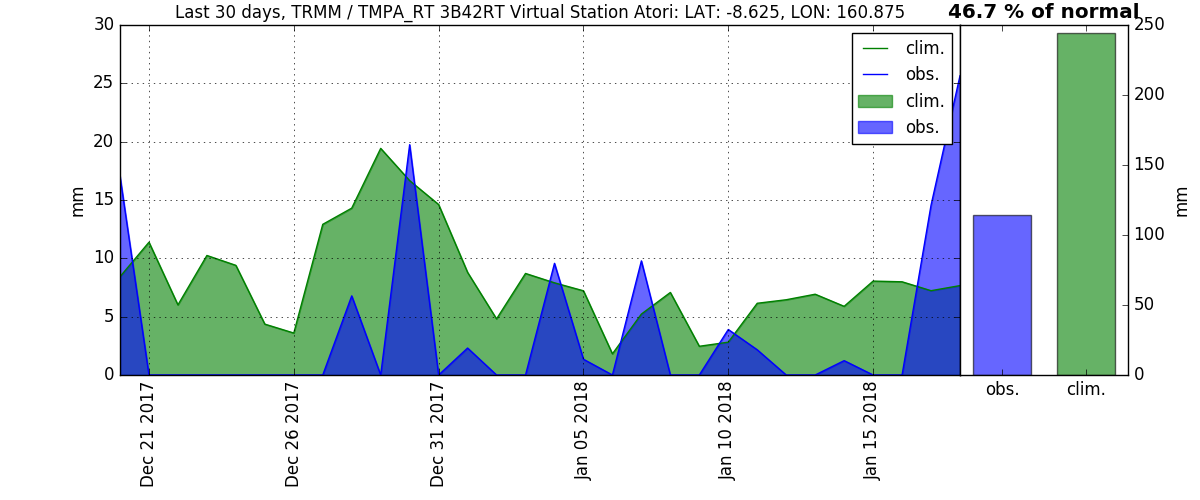 Last 30 days, TRMM / TMPA_RT 3B42RT Virtual Station Atori: LAT: -8.625, LON: 160.875
46.7 % of normal
30
25
20
15
10
5
0
mm
clim.
obs.
clim.
obs.
Dec 21 2017
Dec 26 2017
Dec 31 2017
Jan 05 2018
Jan 10 2018
Jan 15 2018
250
200
150
100
50
0
mm
obs.
clim.